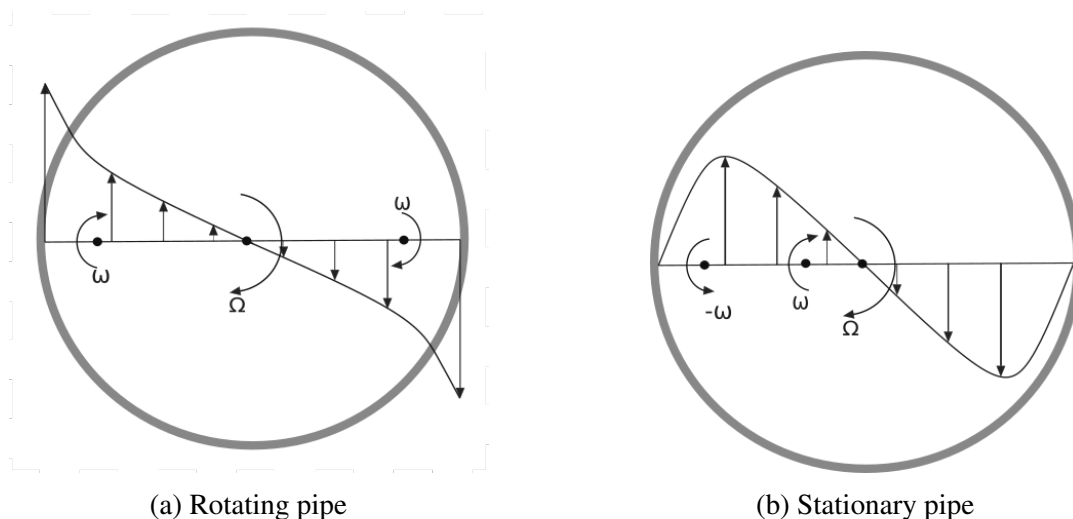 ω
ω
Ω
-ω
ω
Ω
(a) Rotating pipe
(b) Stationary pipe